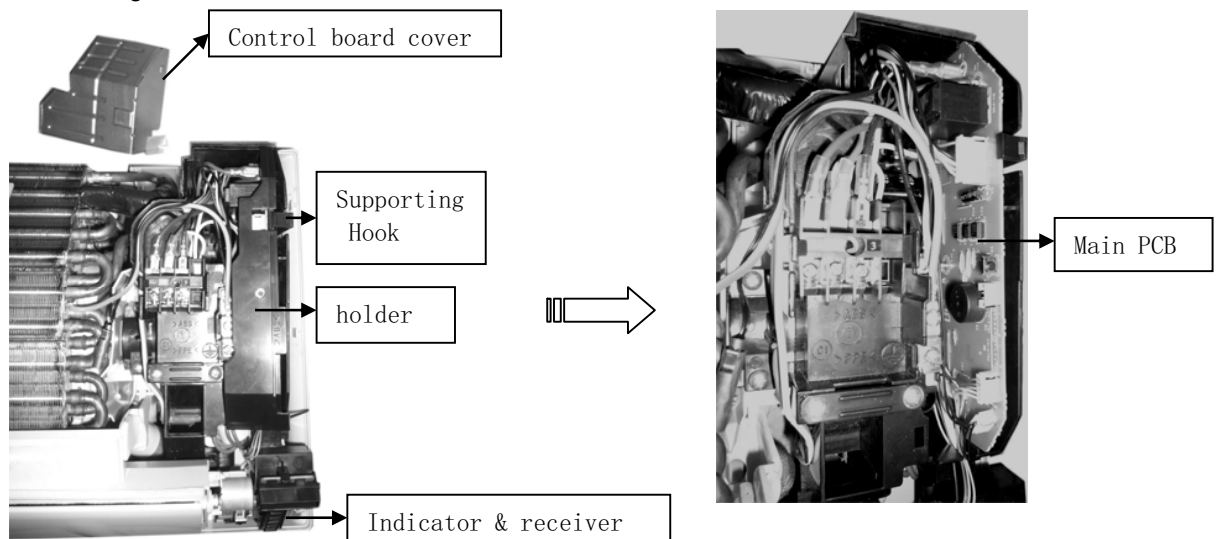 Control board cover
Supporting
Hook
holder
Indicator & receiver
Main PCB